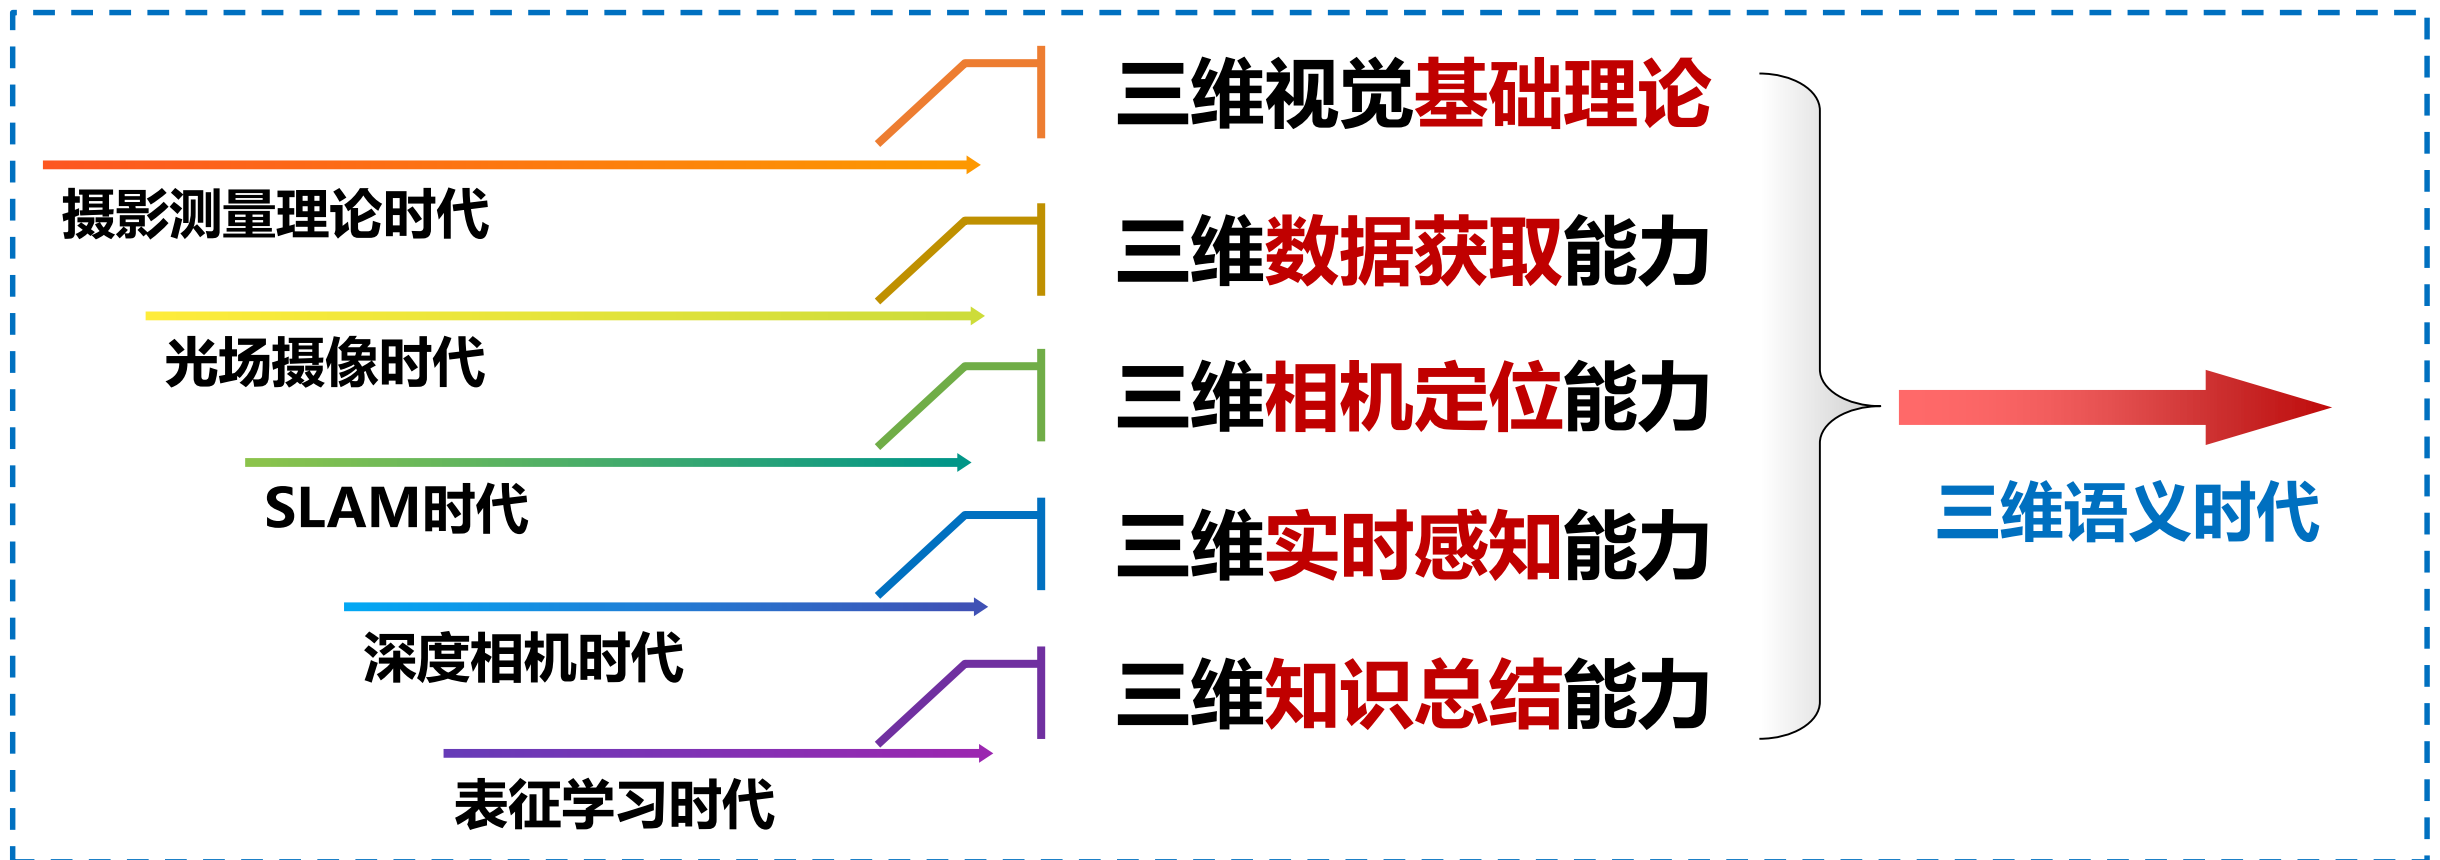 三维视觉基础理论
摄影测量理论时代
三维数据获取能力
光场摄像时代
三维相机定位能力
SLAM时代
三维语义时代
三维实时感知能力
深度相机时代
三维知识总结能力
表征学习时代